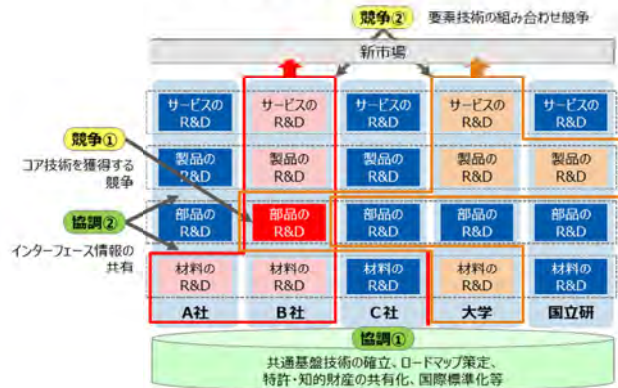 競争② 要素技術の組み合わせ競争
新市場
サービスの サービスの サービスの サービスの サービスの
R&D R&D R&D R&D R&D
競争①
コア技術を獲得する
競争
製品の 製品の 製品の 製品の 製品の
R&D R&D R&D R&D R&D
協調②
インターフェース情報の
共有
部品の 部品の 部品の 部品の 部品の
R&D R&D R&D R&D R&D
材料の 材料の 材料の 材料の 材料の
R&D R&D R&D R&D R&D
A社 B社 C社 大学 国立研
協調①
共通基盤技術の確立、ロードマップ策定、
特許・知的財産の共有化、国際標準化等